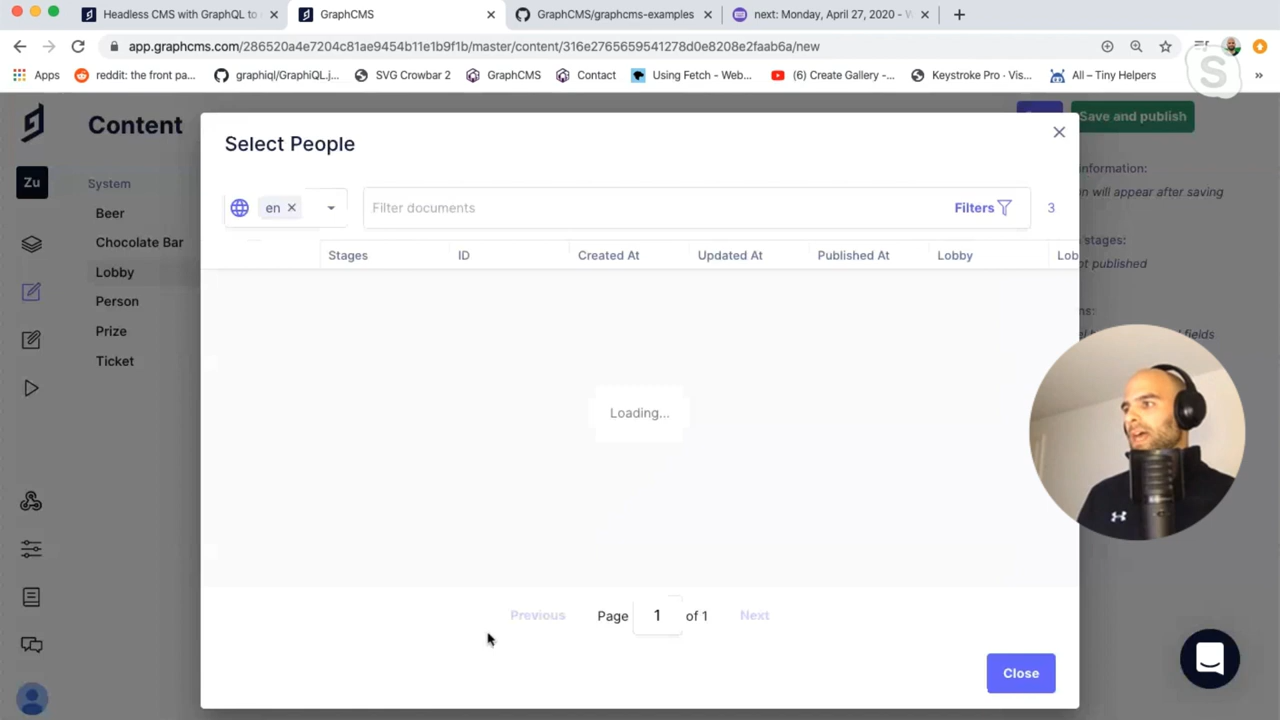 Headless CMS with GraphQL to
GraphCMS
GraphCMS/graphcms-examples
next: Monday, April 27, 2020 - W
app.graphcms.com/286520a4e7204c81ae9454b11e1b9f1b/master/content/316e2765659541278d0e8208e2faab6a/new
Apps
reddit: the front pa...
graphiql/GraphiQL.j...
SVG Crowbar 2
GraphCMS
Contact
Using Fetch - Web...
(6) Create Gallery -...
Keystroke Pro · Vis...
All – Tiny Helpers
»
S
Content
Save and publish
Select People
Zu
System
Beer
Chocolate Bar
Lobby
Person
Prize
Ticket
en
Filter documents
Filters
3
Stages
ID
Created At
Updated At
Published At
Lobby
Lob
Loading...
nformation:
n will appear after saving
stages:
ot published
ns:
fields
Previous
Page
1
of 1
Next
Close